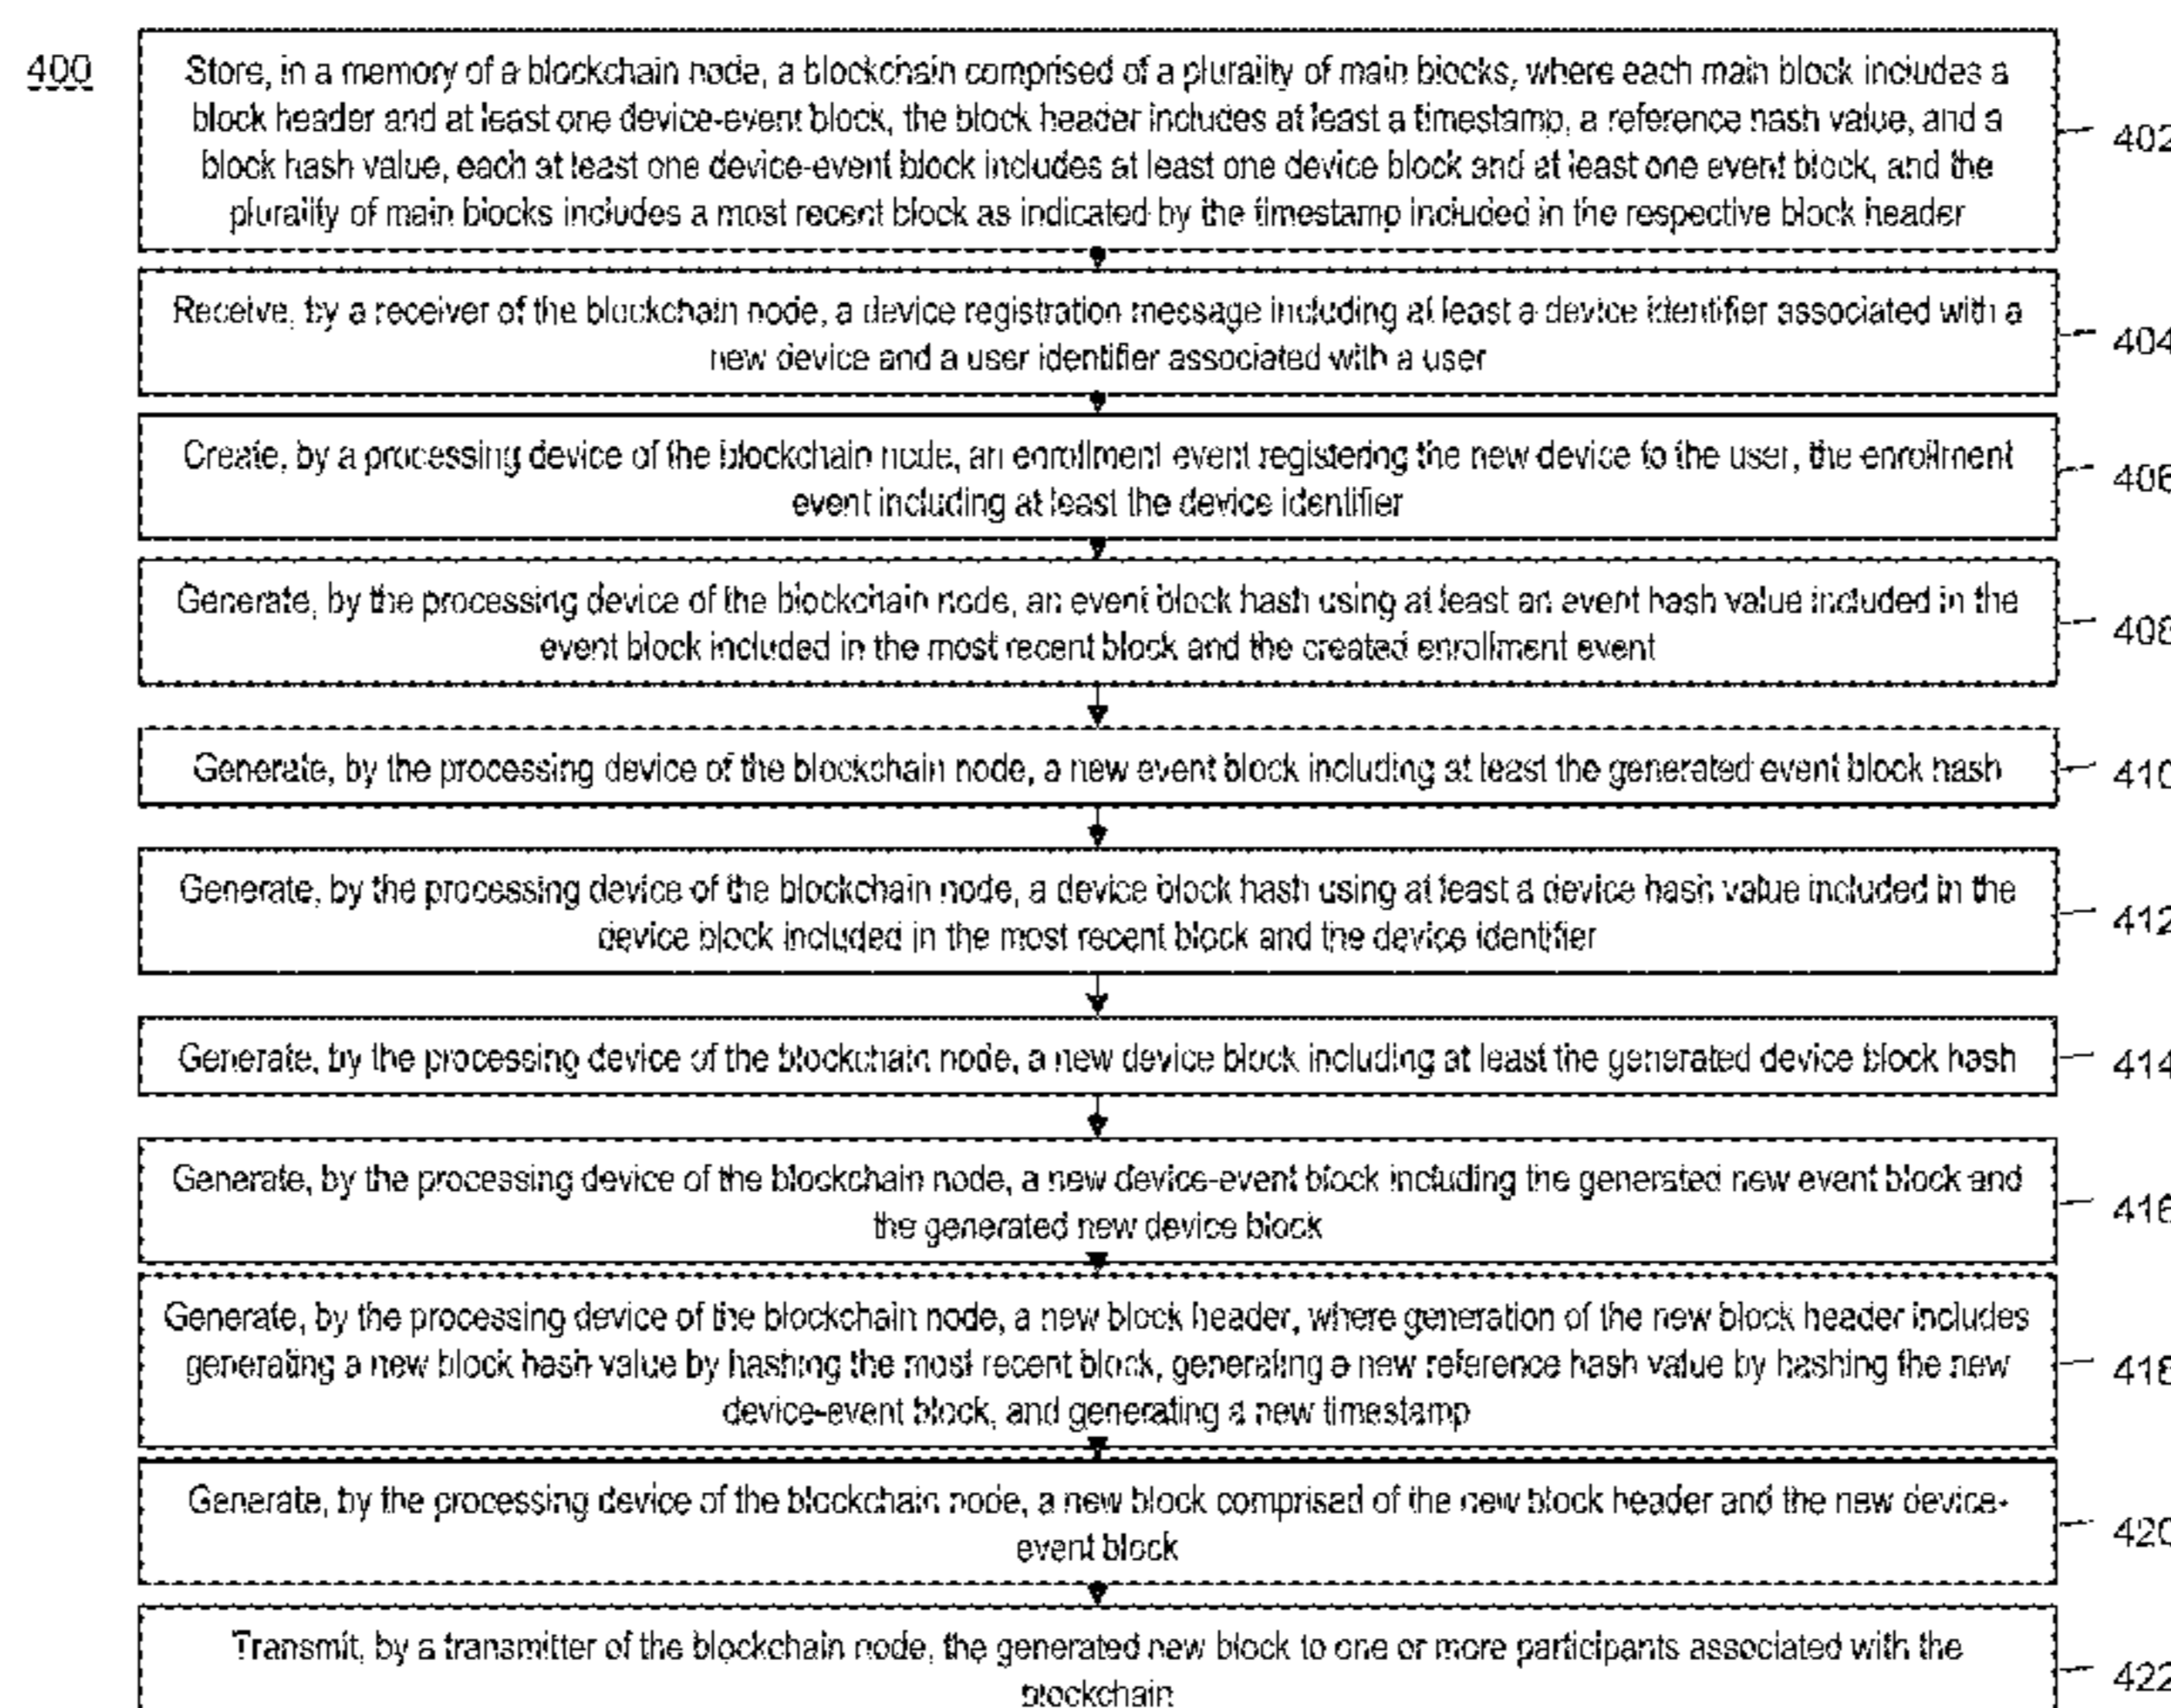 400
Store, in a memory of a blockchain node, a blockchain comprised of a plurality of main blocks, where each main block includes a
block header and at least one device-event block, the block header includes at least a timestamp, a reference hash value, and a
block hash value, each at least one device-event block includes at least one device block and at least one event block, and the
plurality of main blocks includes a most recent block as indicated by the timestamp included in the respective block header
402
Receive, by a receiver of the blockchain node, a device registration message including at least a device identifier associated with a
new device and a user identifier associated with a user
404
Create, by a processing device of the blockchain node, an enrollment event registering the new device to the user, the enrollment
event including at least the device identifier
406
Generate, by the processing device of the blockchain node, an event block hash using at least an event hash value included in the
event block included in the most recent block and the created enrollment event
408
Generate, by the processing device of the blockchain node, a new event block including at least the generated event block hash
410
Generate, by the processing device of the blockchain node, a device block hash using at least a device hash value included in the
device block included in the most recent block and the device identifier
412
Generate, by the processing device of the blockchain node, a new device block including at least the generated device block hash
414
Generate, by the processing device of the blockchain node, a new device-event block including the generated new event block and
the generated new device block
416
Generate, by the processing device of the blockchain node, a new block header, where generation of the new block header includes
generating a new block hash value by hashing the most recent block, generating a new reference hash value by hashing the new
device-event block, and generating a new timestamp
418
Generate, by the processing device of the blockchain node, a new block comprised of the new block header and the new device-
event block
420
Transmit, by a transmitter of the blockchain node, the generated new block to one or more participants associated with the
blockchain
422